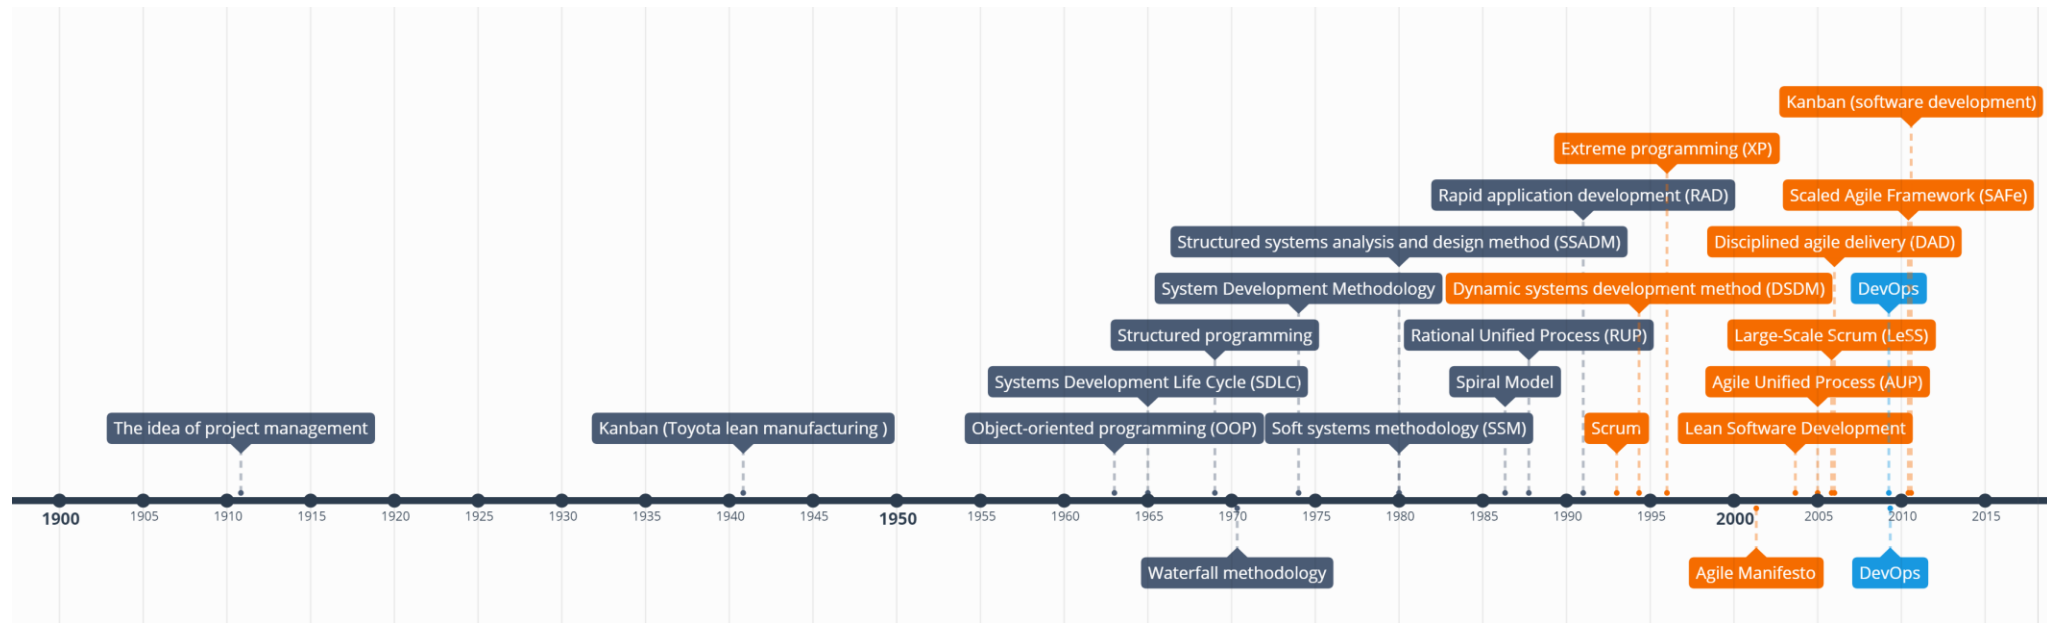 Kanban (software development)
Extreme programming (XP)
Rapid application development (RAD)
Scaled Agile Framework (SAFe)
Structured systems analysis and design method (SSADM)
Disciplined agile delivery (DAD)
System Development Methodology
Dynamic systems development method (DSDM)
DevOps
Structured programming
Rational Unified Process (RUP)
Large-Scale Scrum (LeSS)
Systems Development Life Cycle (SDLC)
Spiral Model
Agile Unified Process (AUP)
The idea of project management
Kanban (Toyota lean manufacturing )
Object-oriented programming (OOP)
Soft systems methodology (SSM)
Scrum
Lean Software Development
1900 1905 1910 1915 1920 1925 1930 1935 1940 1945 1950 1955 1960 1965 1970 1975 1980 1985 1990 1995 2000 2005 2010 2015
Waterfall methodology
Agile Manifesto
DevOps